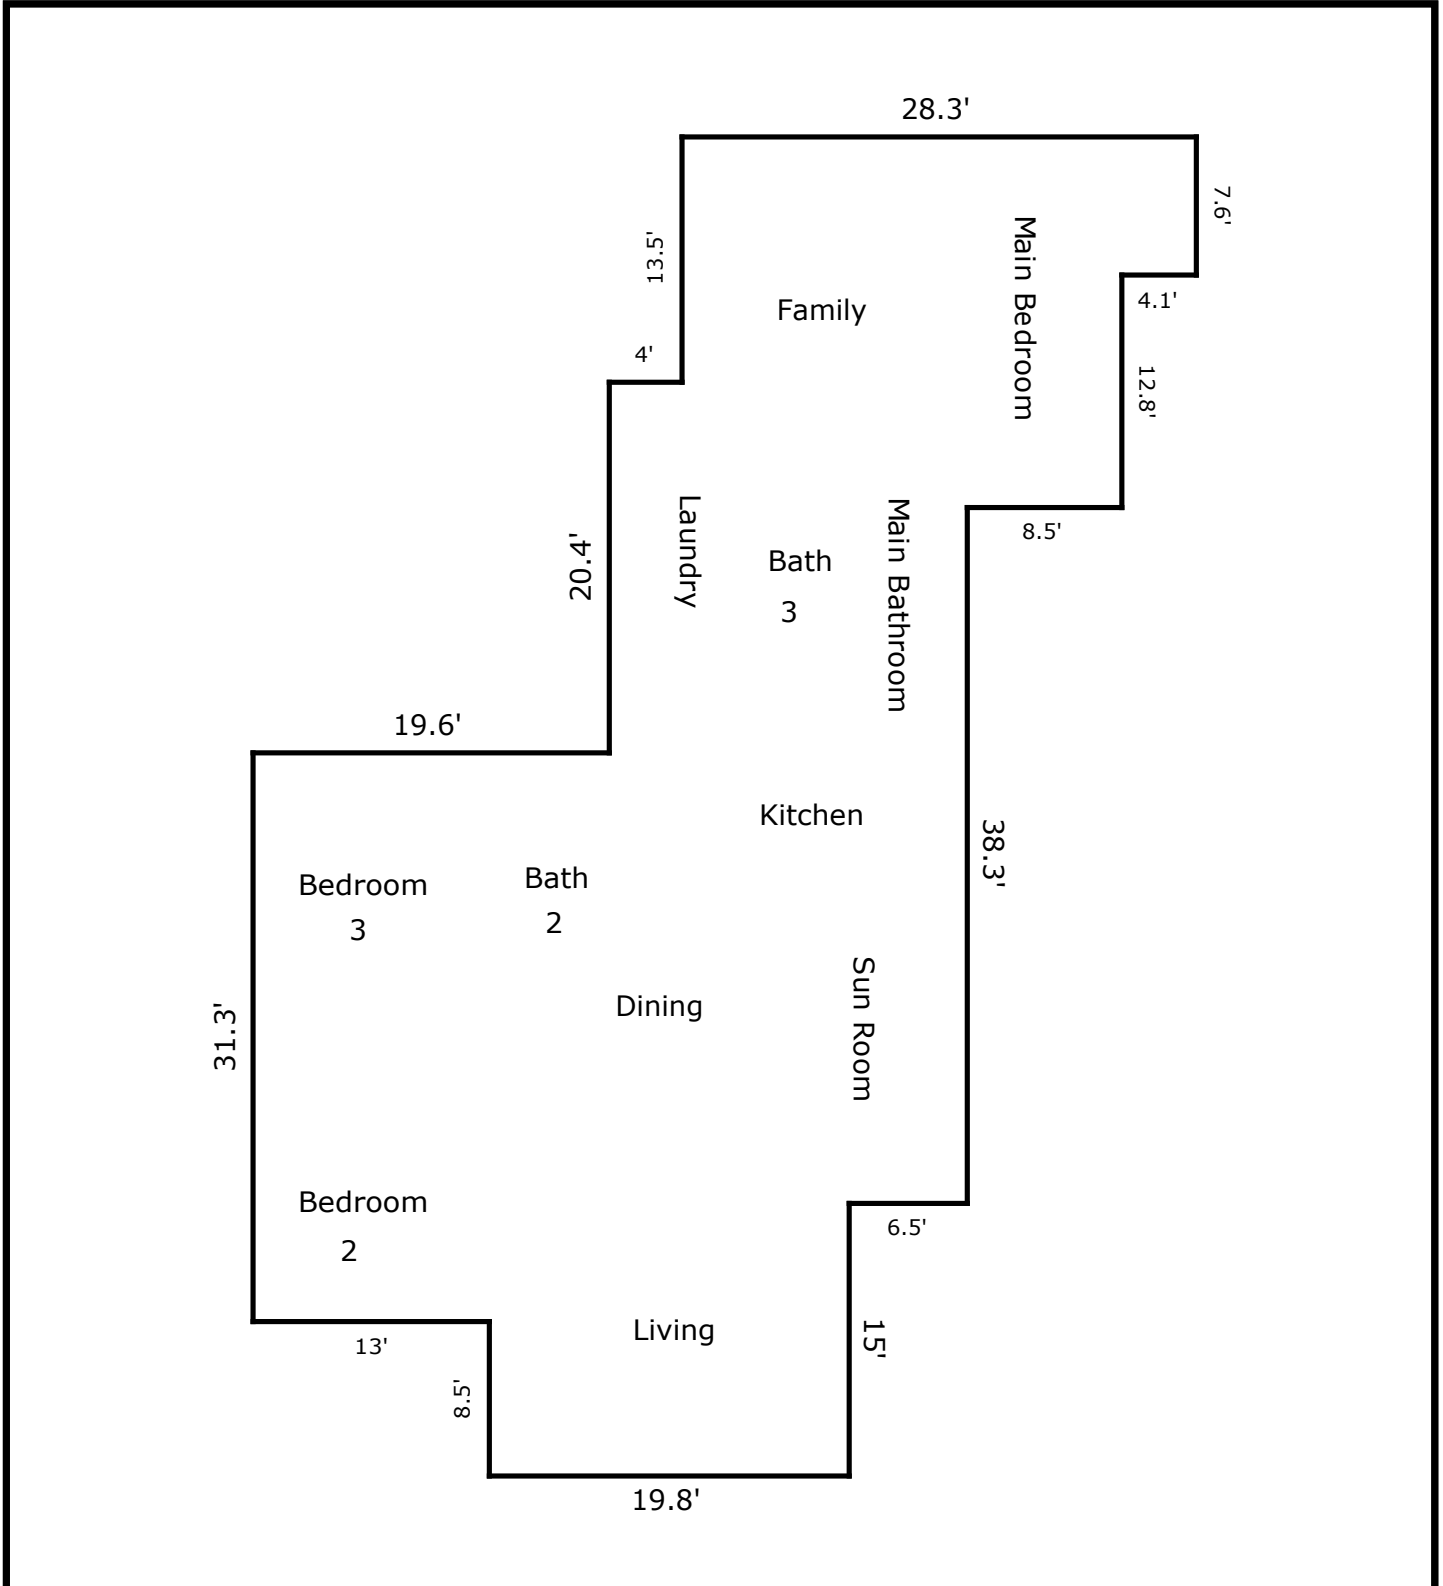 28.3'
7.6'
13.5'
Main Bedroom
4.1'
Family
4'
12.8'
Laundry
Main Bathroom
8.5'
20.4'
Bath
3
19.6'
Kitchen
38.3'
Bedroom
3
Bath
2
Sun Room
Dining
31.3'
Bedroom
2
6.5'
Living
15'
13'
8.5'
19.8'